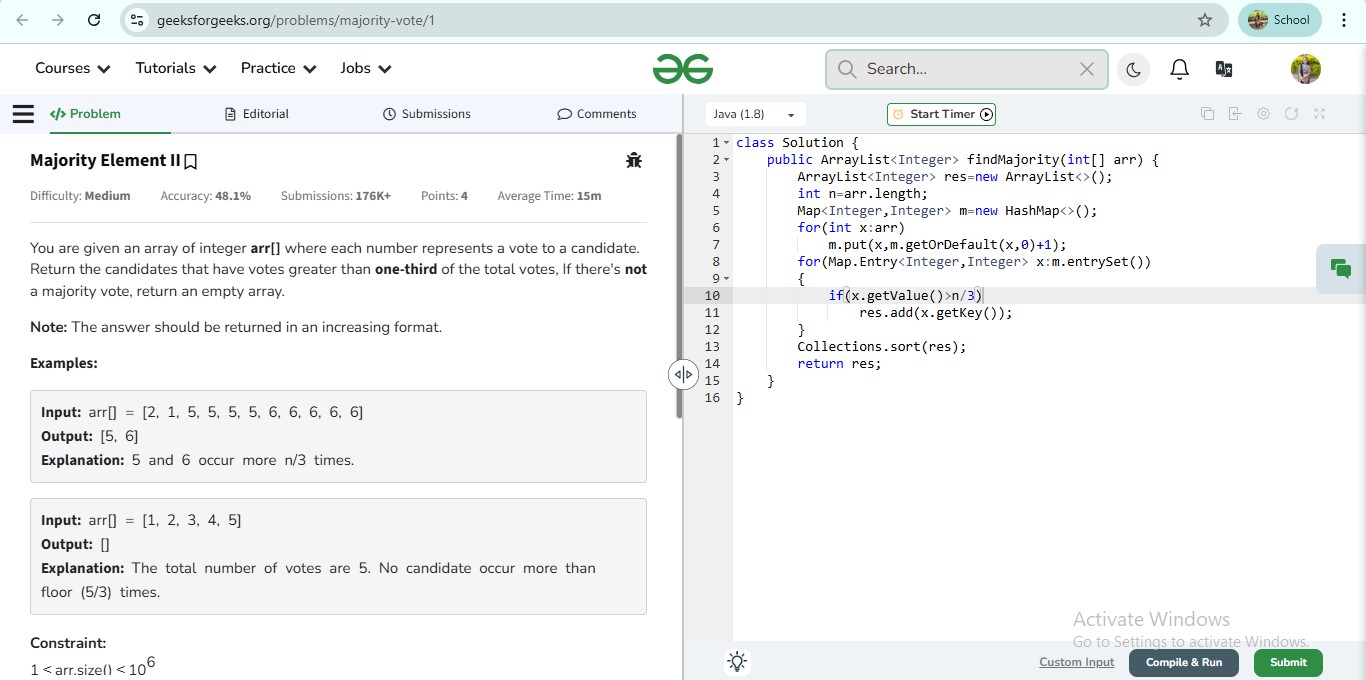 geeksforgeeks.org/problems/majority-vote/1
School
Courses
Tutorials
Practice
Jobs
Search...
Problem
Editorial
Submissions
Comments
Java (1.8)
Start Timer
Majority Element II
Difficulty: Medium Accuracy: 48.1% Submissions: 176K+ Points: 4 Average Time: 15m
You are given an array of integer arr[] where each number represents a vote to a candidate.
Return the candidates that have votes greater than one-third of the total votes, If there's not
a majority vote, return an empty array.
Note: The answer should be returned in an increasing format.
Examples:
Input: arr[] = [2, 1, 5, 5, 5, 5, 6, 6, 6, 6, 6]
Output: [5, 6]
Explanation: 5 and 6 occur more n/3 times.
Input: arr[] = [1, 2, 3, 4, 5]
Output: []
Explanation: The total number of votes are 5. No candidate occur more than
floor (5/3) times.
Constraint:
1 < arr.size() < 10^6
1 class Solution {
2 public ArrayList<Integer> findMajority(int[] arr) {
3 ArrayList<Integer> res=new ArrayList<>();
4 int n=arr.length;
5 Map<Integer,Integer> m=new HashMap<>();
6 for(int x:arr)
7 m.put(x,m.getOrDefault(x,0)+1);
8 for(Map.Entry<Integer,Integer> x:m.entrySet())
9 {
10 if(x.getValue()>n/3)
11 res.add(x.getKey());
12 }
13 Collections.sort(res);
14 return res;
15 }
16 }
Activate Windows
Go to Settings to activate Windows.
Custom Input
Compile & Run
Submit